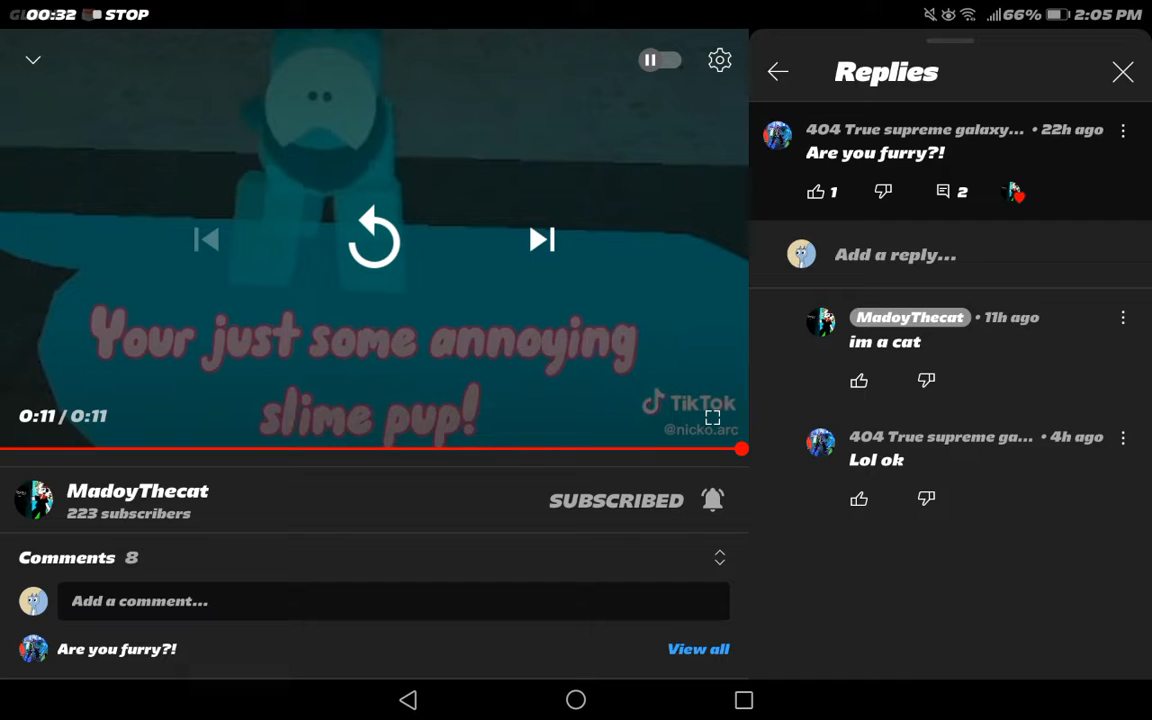 00:32 STOP
66% 2:05 PM
Your just some annoying
slime pup!
TikTok
@nicko.arc
0:11 / 0:11
MadoyThecat
223 subscribers
SUBSCRIBED
Comments 8
Add a comment...
Are you furry?!
View all
Replies
404 True supreme galaxy... • 22h ago
Are you furry?!
1 2
Add a reply...
MadoyThecat • 11h ago
im a cat
404 True supreme ga... • 4h ago
Lol ok